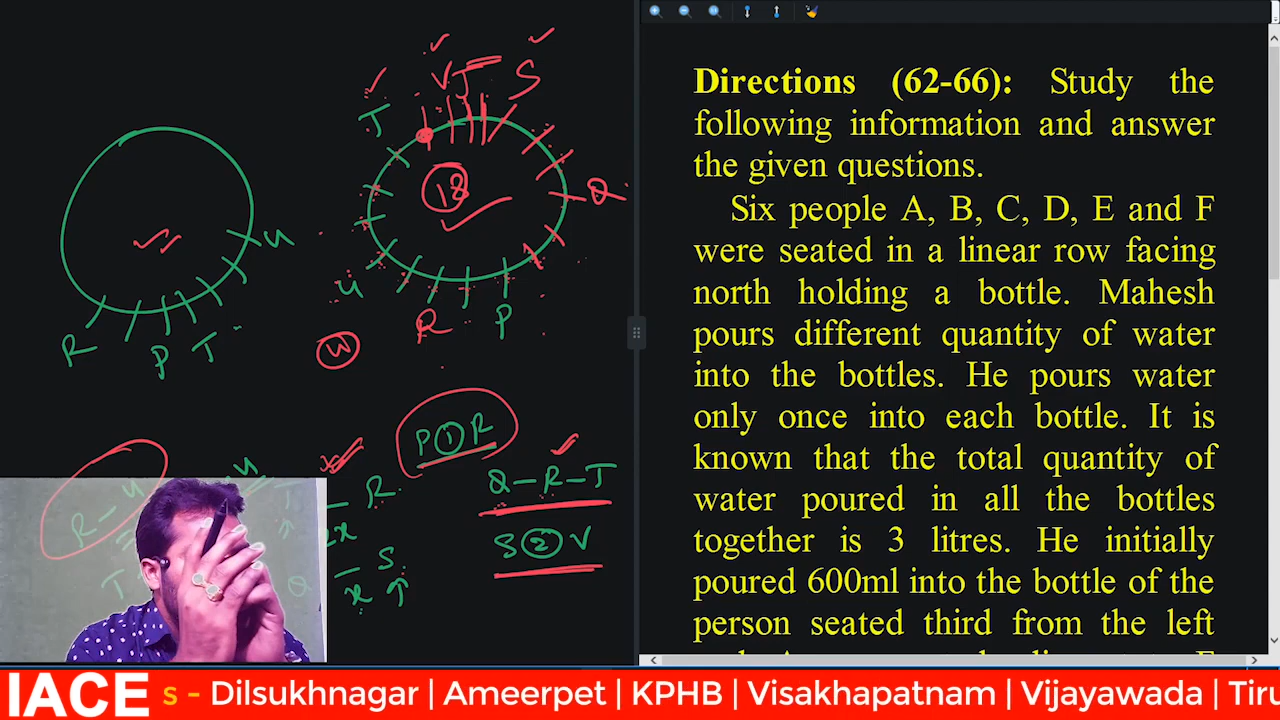 T
V
J
S
18
Q
U
R
P
T
U
R
P
W
P 1 R
R - U
U
R
Q - R - T
2x
S
S 2 V
x
T
Directions (62-66): Study the
following information and answer
the given questions.
Six people A, B, C, D, E and F
were seated in a linear row facing
north holding a bottle. Mahesh
pours different quantity of water
into the bottles. He pours water
only once into each bottle. It is
known that the total quantity of
water poured in all the bottles
together is 3 litres. He initially
poured 600ml into the bottle of the
person seated third from the left
IACE
s - Dilsukhnagar | Ameerpet | KPHB | Visakhapatnam | Vijayawada | Tiru